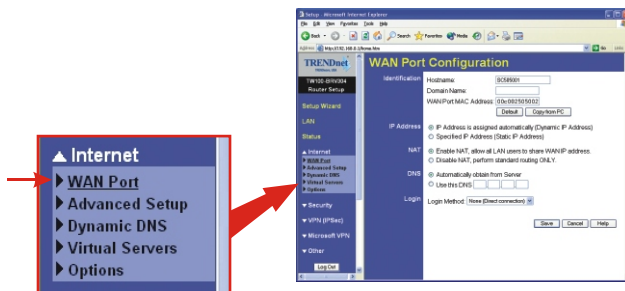 Internet
WAN Port
Advanced Setup
Dynamic DNS
Virtual Servers
Options
Setup - Microsoft Internet Explorer
File Edit View Favorites Tools Help
Back Search Favorites Media
TRENDnet
TW100-BRV304
Router Setup
Setup Wizard
LAN
Status
Internet
WAN Port
Advanced Setup
Dynamic DNS
Virtual Servers
Options
Security
VPN (IPSec)
Microsoft VPN
Other
Log Out
WAN Port Configuration
Identification
Hostname:
Domain Name:
WAN Port MAC Address: 00c002505002
Default Copy from PC
IP Address
IP Address is assigned automatically (Dynamic IP Address)
Specified IP Address (Static IP Address)
NAT
Enable NAT, allow all LAN users to share WAN IP address.
Disable NAT, perform standard routing ONLY.
DNS
Automatically obtain from Server
Use this DNS
Login
Login Method: None (Direct connection)
Save Cancel Help